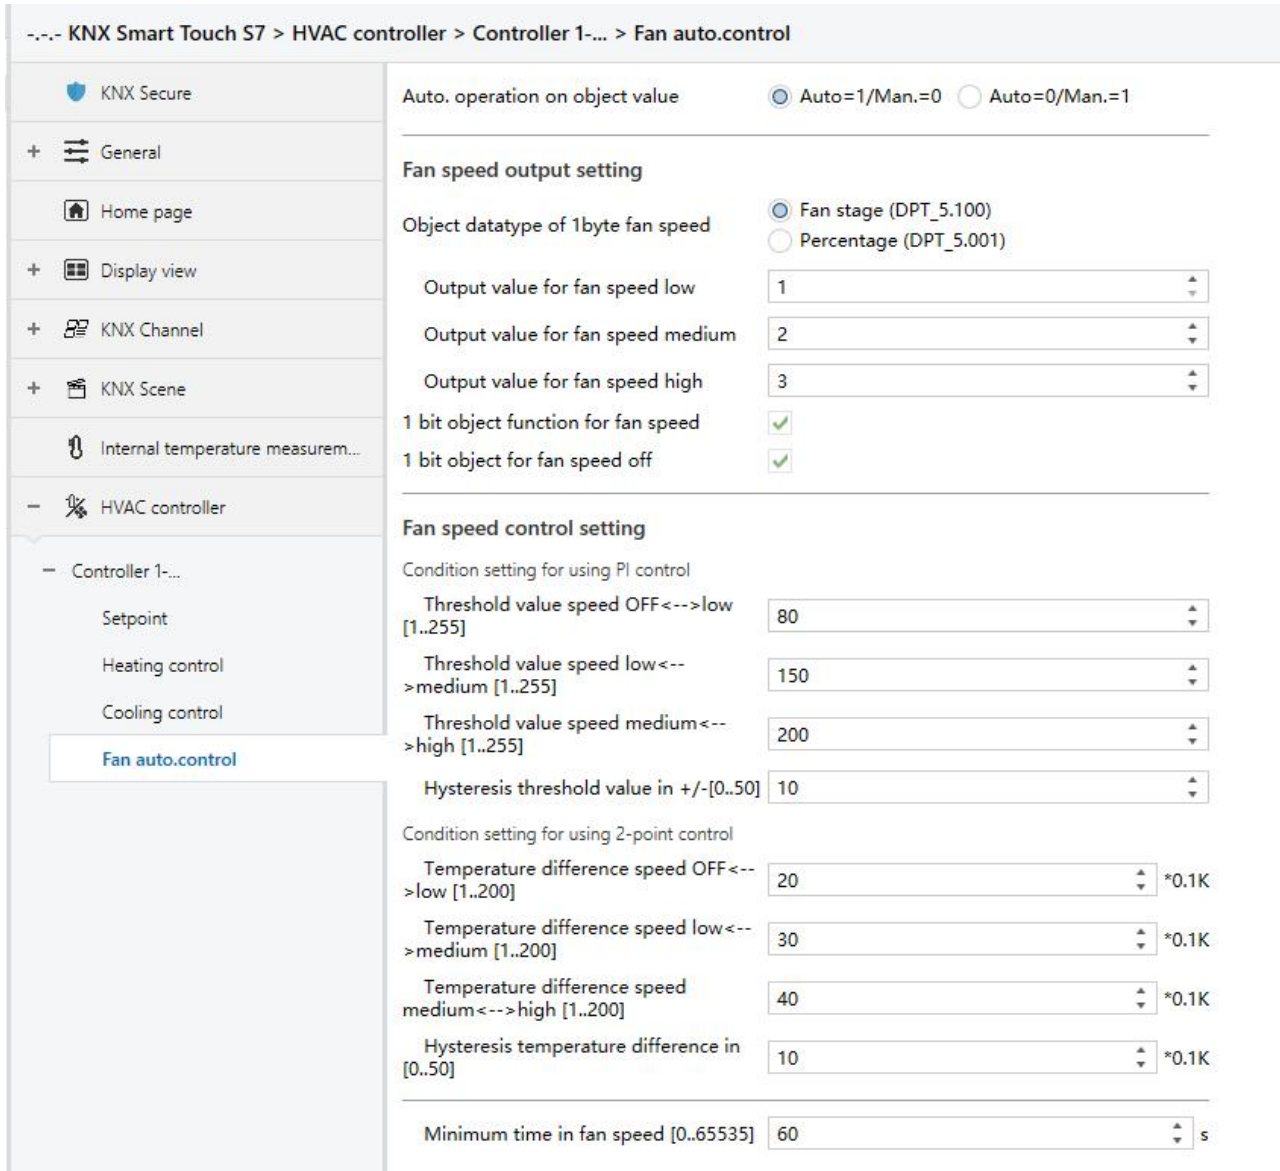 -.-.- KNX Smart Touch S7 > HVAC controller > Controller 1-... > Fan auto.control
KNX Secure
+ General
Home page
+ Display view
+ KNX Channel
+ KNX Scene
Internal temperature measurem...
− HVAC controller
− Controller 1-...
Setpoint
Heating control
Cooling control
Fan auto.control
Auto. operation on object value Auto=1/Man.=0 Auto=0/Man.=1
Fan speed output setting
Object datatype of 1byte fan speed
Fan stage (DPT_5.100)
Percentage (DPT_5.001)
Output value for fan speed low 1
Output value for fan speed medium 2
Output value for fan speed high 3
1 bit object function for fan speed
1 bit object for fan speed off
Fan speed control setting
Condition setting for using PI control
Threshold value speed OFF<-->low
[1..255]
80
Threshold value speed low<--
>medium [1..255]
150
Threshold value speed medium<--
>high [1..255]
200
Hysteresis threshold value in +/-[0..50] 10
Condition setting for using 2-point control
Temperature difference speed OFF<--
>low [1..200]
20 *0.1K
Temperature difference speed low<--
>medium [1..200]
30 *0.1K
Temperature difference speed
medium<-->high [1..200]
40 *0.1K
Hysteresis temperature difference in
[0..50]
10 *0.1K
Minimum time in fan speed [0..65535] 60 s